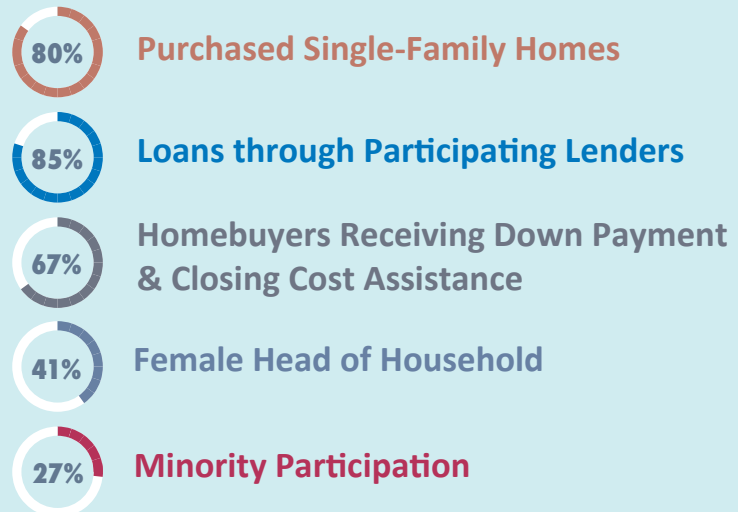 80%
Purchased Single-Family Homes
85%
Loans through Participating Lenders
67%
Homebuyers Receiving Down Payment
& Closing Cost Assistance
41%
Female Head of Household
27%
Minority Participation